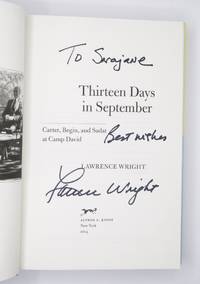 To Sarajane
Thirteen Days
in September
Carter, Begin, and Sadat
at Camp David
Best wishes
LAWRENCE WRIGHT
Lawrence Wright
ALFRED A. KNOPF
New York
2014